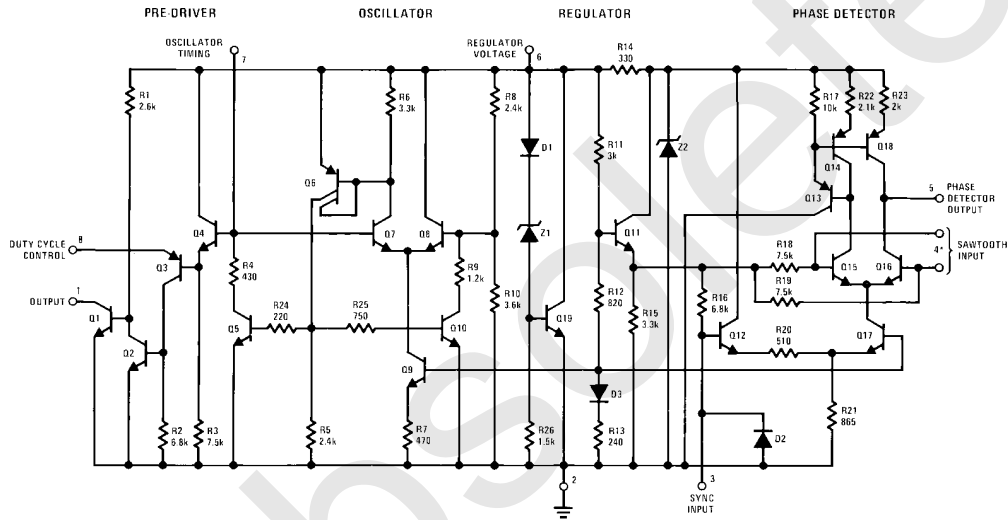 PRE-DRIVER OSCILLATOR REGULATOR PHASE DETECTOR
OSCILLATOR
TIMING
7
REGULATOR
VOLTAGE
6
R14
330
R1
2.6k
R6
3.3k
R8
2.4k
R17
10k
R22
2.1k
R23
2k
D1
R11
3k
Z2
Q14
Q18
Q6
Q13
5 PHASE
DETECTOR
OUTPUT
Q4
Q7
Q8
Z1
Q11
8
DUTY CYCLE
CONTROL
Q3
R4
430
R9
1.2k
R18
7.5k
4*
SAWTOOTH
INPUT
Q15
Q16
R19
7.5k
1
OUTPUT
R10
3.6k
R12
820
R15
3.3k
R16
6.8k
Q1
Q5
R24
220
R25
750
Q10
Q19
Q12
R20
510
Q17
Q2
Q9
D3
R21
865
R2
6.8k
R3
7.5k
R5
2.4k
R7
470
R26
1.5k
R13
240
D2
2
3
SYNC
INPUT
obsolete